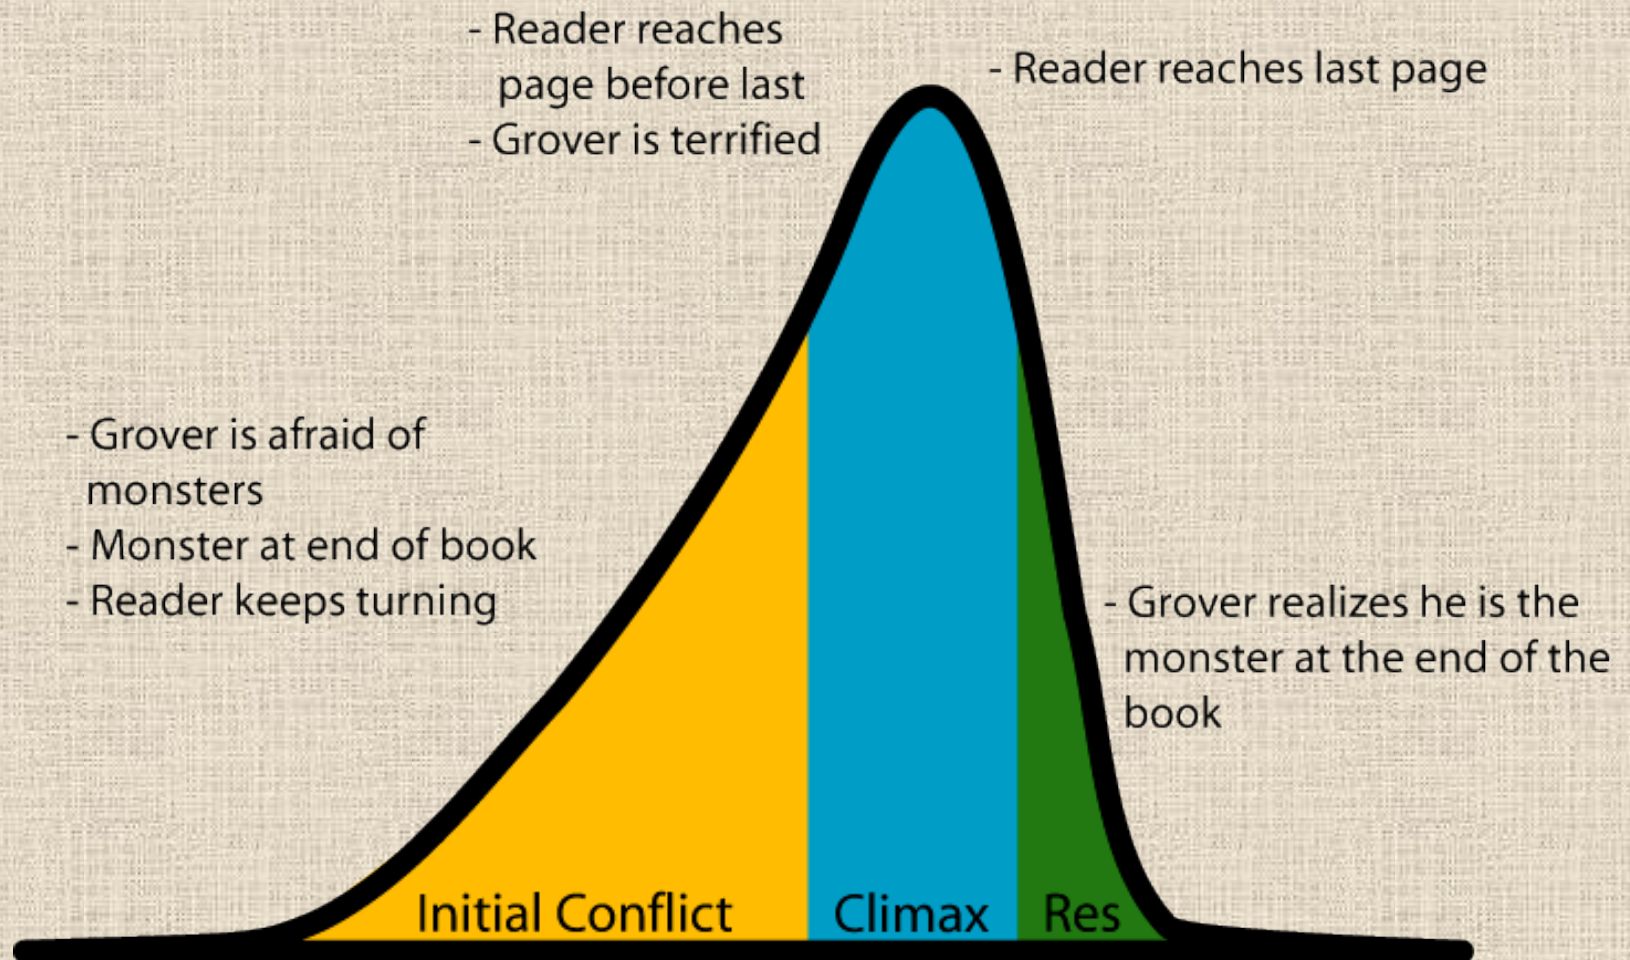 - Reader reaches
page before last
- Grover is terrified
- Reader reaches last page
- Grover is afraid of
monsters
- Monster at end of book
- Reader keeps turning
- Grover realizes he is the
monster at the end of the
book
Initial Conflict
Climax
Res